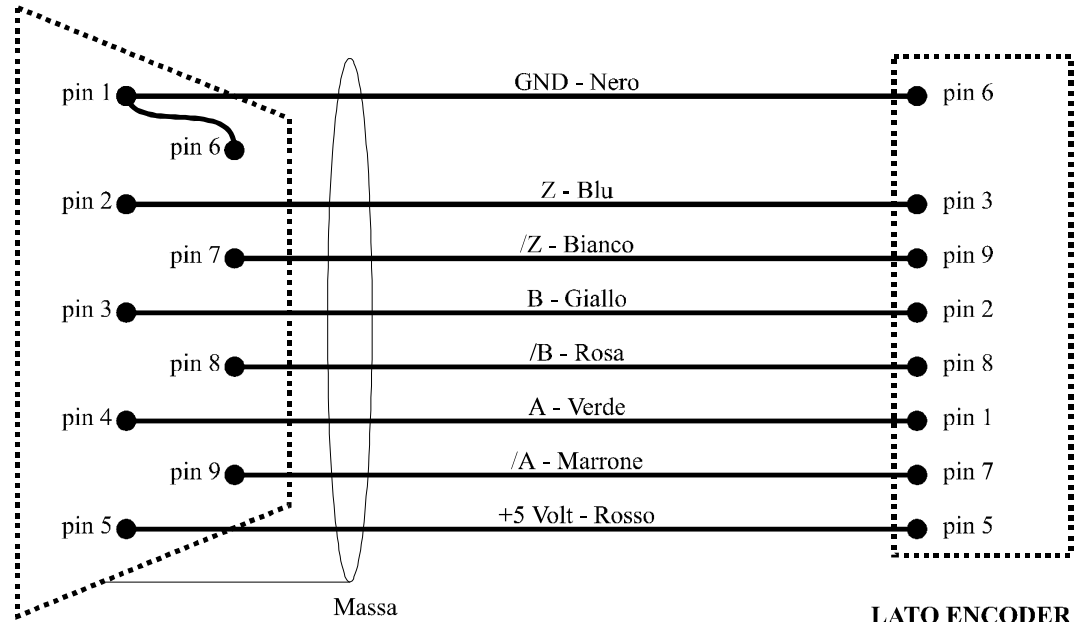 pin 1 GND - Nero pin 6
pin 6
pin 2 Z - Blu pin 3
pin 7 /Z - Bianco pin 9
pin 3 B - Giallo pin 2
pin 8 /B - Rosa pin 8
pin 4 A - Verde pin 1
pin 9 /A - Marrone pin 7
pin 5 +5 Volt - Rosso pin 5
Massa
LATO ENCODER